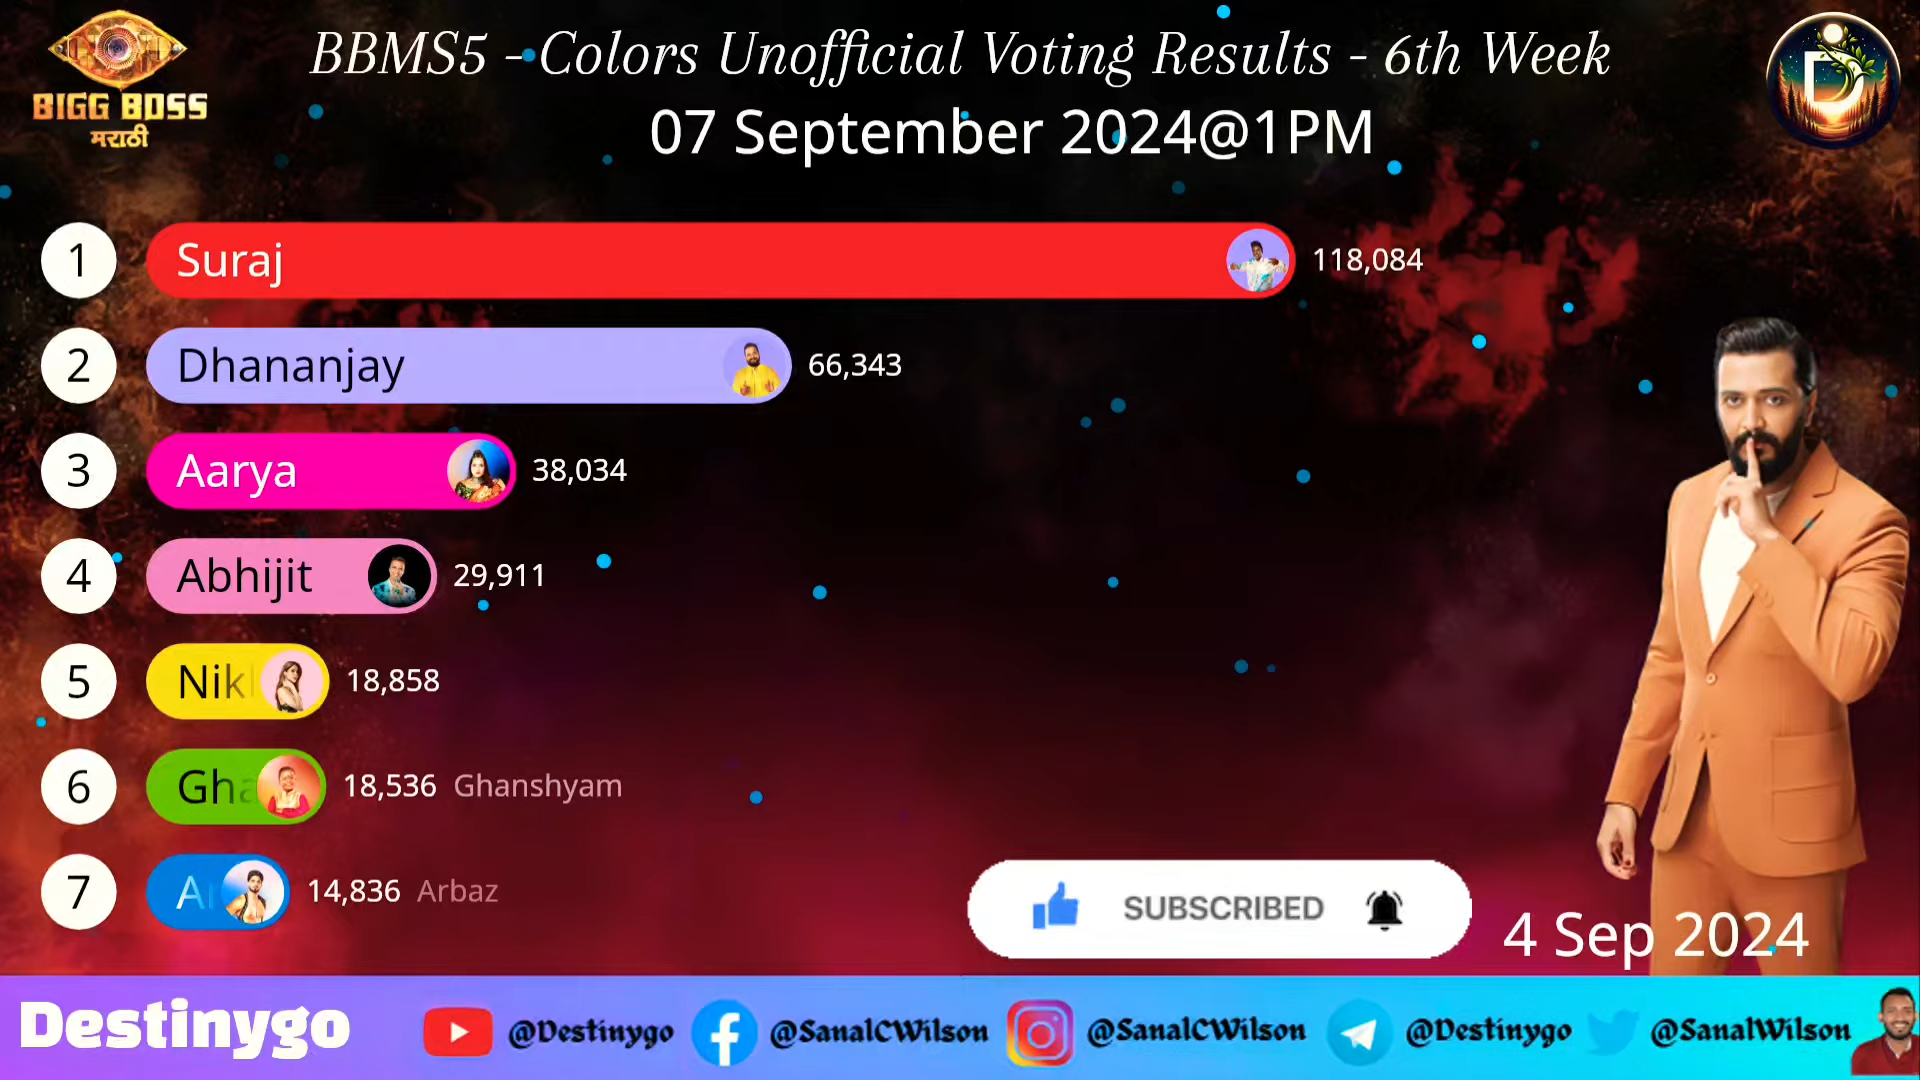 BBMS5 - Colors Unofficial Voting Results - 6th Week
07 September 2024@1PM
BIGG BOSS
मराठी
D
1 Suraj 118,084
2 Dhananjay 66,343
3 Aarya 38,034
4 Abhijit 29,911
5 Nik 18,858
6 Gha 18,536 Ghanshyam
7 Ar 14,836 Arbaz
SUBSCRIBED
4 Sep 2024
Destinygo @Destinygo @SanalCWilson @SanalCWilson @Destinygo @SanalWilson